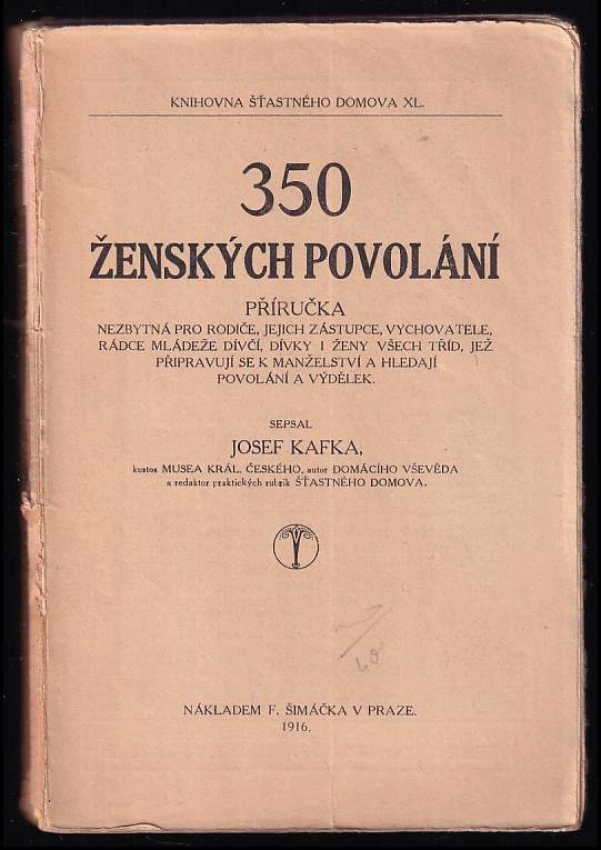 KNIHOVNA ŠŤASTNÉHO DOMOVA XL.
350
ŽENSKÝCH POVOLÁNÍ
PŘÍRUČKA
NEZBYTNÁ PRO RODIČE, JEJICH ZÁSTUPCE, VYCHOVATELE,
RÁDCE MLÁDEŽE DÍVČÍ, DÍVKY I ŽENY VŠECH TŘÍD, JEŽ
PŘIPRAVUJÍ SE K MANŽELSTVÍ A HLEDAJÍ
POVOLÁNÍ A VÝDĚLEK.
SEPSAL
JOSEF KAFKA,
kustos MUSEA KRÁL. ČESKÉHO, autor DOMÁCÍHO VŠEVĚDA
a redaktor praktických rubrik ŠŤASTNÉHO DOMOVA.
NÁKLADEM F. ŠIMÁČKA V PRAZE.
1916.